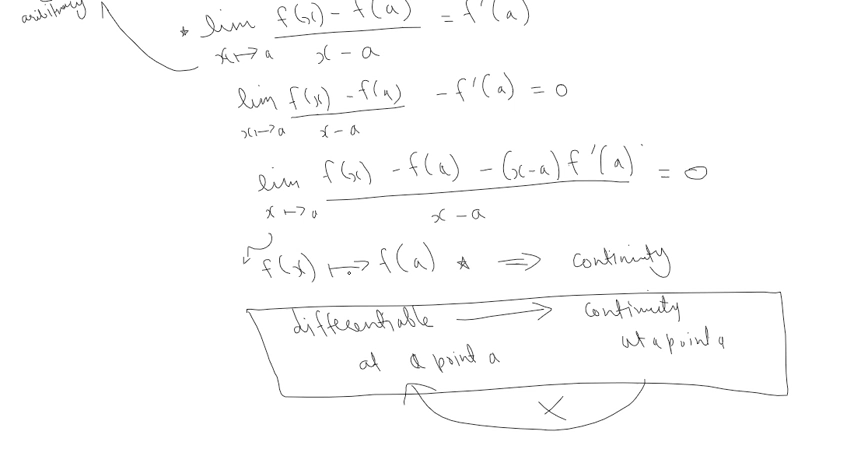 arbitrary
* lim f(x) - f(a) / x - a = f'(a)
x↦a
lim f(x) - f(a) / x - a - f'(a) = 0
x↦a
lim f(x) - f(a) - (x-a) f'(a) / x - a = 0
x↦a
f(x) ↦ f(a) * ⟹ continuity
differentiable ⟶ continuity
at a point a at a point a
X